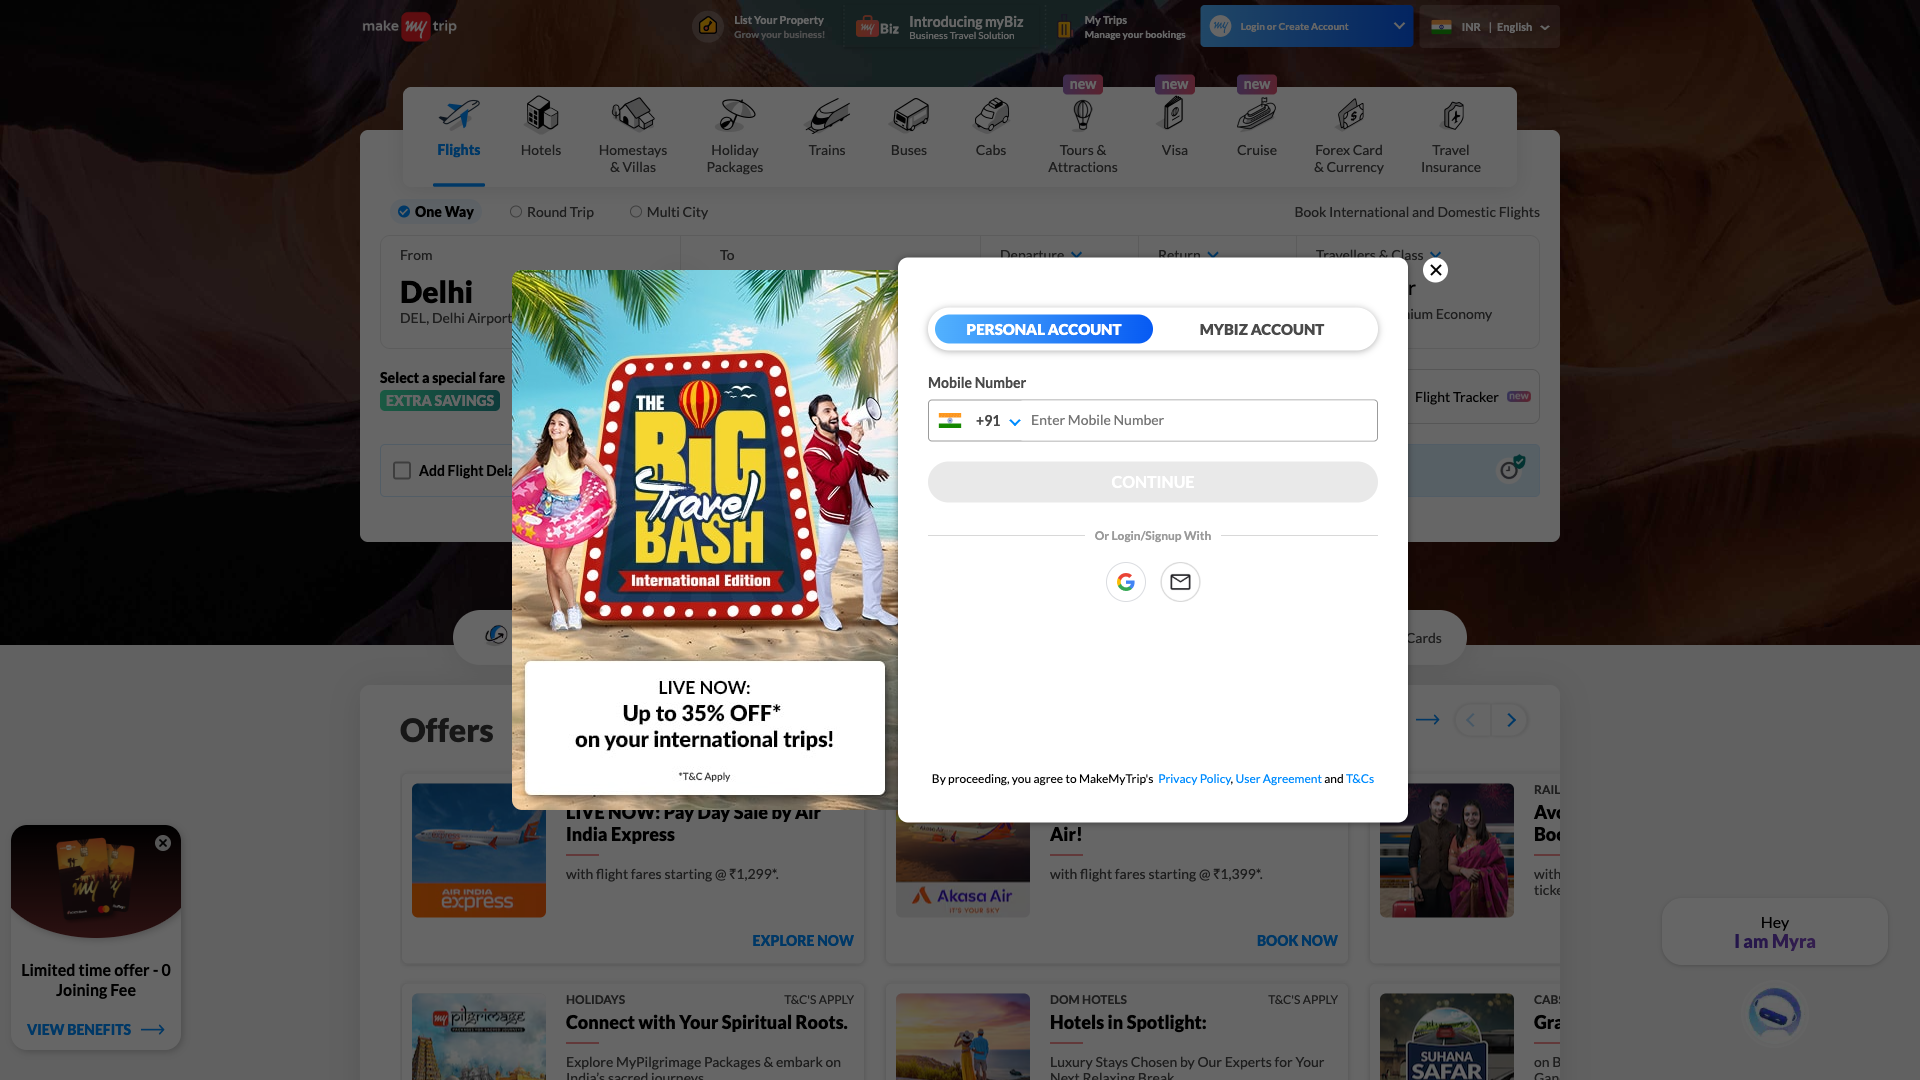 make my trip
List Your Property
Grow your business!
my Biz
Introducing myBiz
Business Travel Solution
My Trips
Manage your bookings
my
Login or Create Account
INR | English
new
new
new
Flights
Hotels
Homestays
& Villas
Holiday
Packages
Trains
Buses
Cabs
Tours &
Attractions
Visa
Cruise
Forex Card
& Currency
Travel
Insurance
One Way
Round Trip
Multi City
Book International and Domestic Flights
From
To
Departure
Return
Travellers & Class
Delhi
DEL, Delhi Airport
Economy
Select a special fare
EXTRA SAVINGS
Flight Tracker new
Add Flight
THE
BIG
Travel
BASH
International Edition
LIVE NOW:
Up to 35% OFF*
on your international trips!
*T&C Apply
PERSONAL ACCOUNT
MYBIZ ACCOUNT
Mobile Number
+91
Enter Mobile Number
CONTINUE
Or Login/Signup With
By proceeding, you agree to MakeMyTrip's Privacy Policy, User Agreement and T&Cs
Cards
Offers
LIVE NOW: Pay Day Sale by Air
India Express
with flight fares starting @ ₹1,299*.
AIR INDIA
express
EXPLORE NOW
Air!
with flight fares starting @ ₹1,399*.
Akasa Air
IT'S YOUR SKY
BOOK NOW
RAIL
with
my
Limited time offer - 0
Joining Fee
VIEW BENEFITS
Hey
I am Myra
my pilgrimage
HOLIDAYS
T&C'S APPLY
Connect with Your Spiritual Roots.
Explore MyPilgrimage Packages & embark on
India's sacred journeys
DOM HOTELS
T&C'S APPLY
Hotels in Spotlight:
Luxury Stays Chosen by Our Experts for Your
Next Relaxing Break
SUHANA
SAFAR
CABS